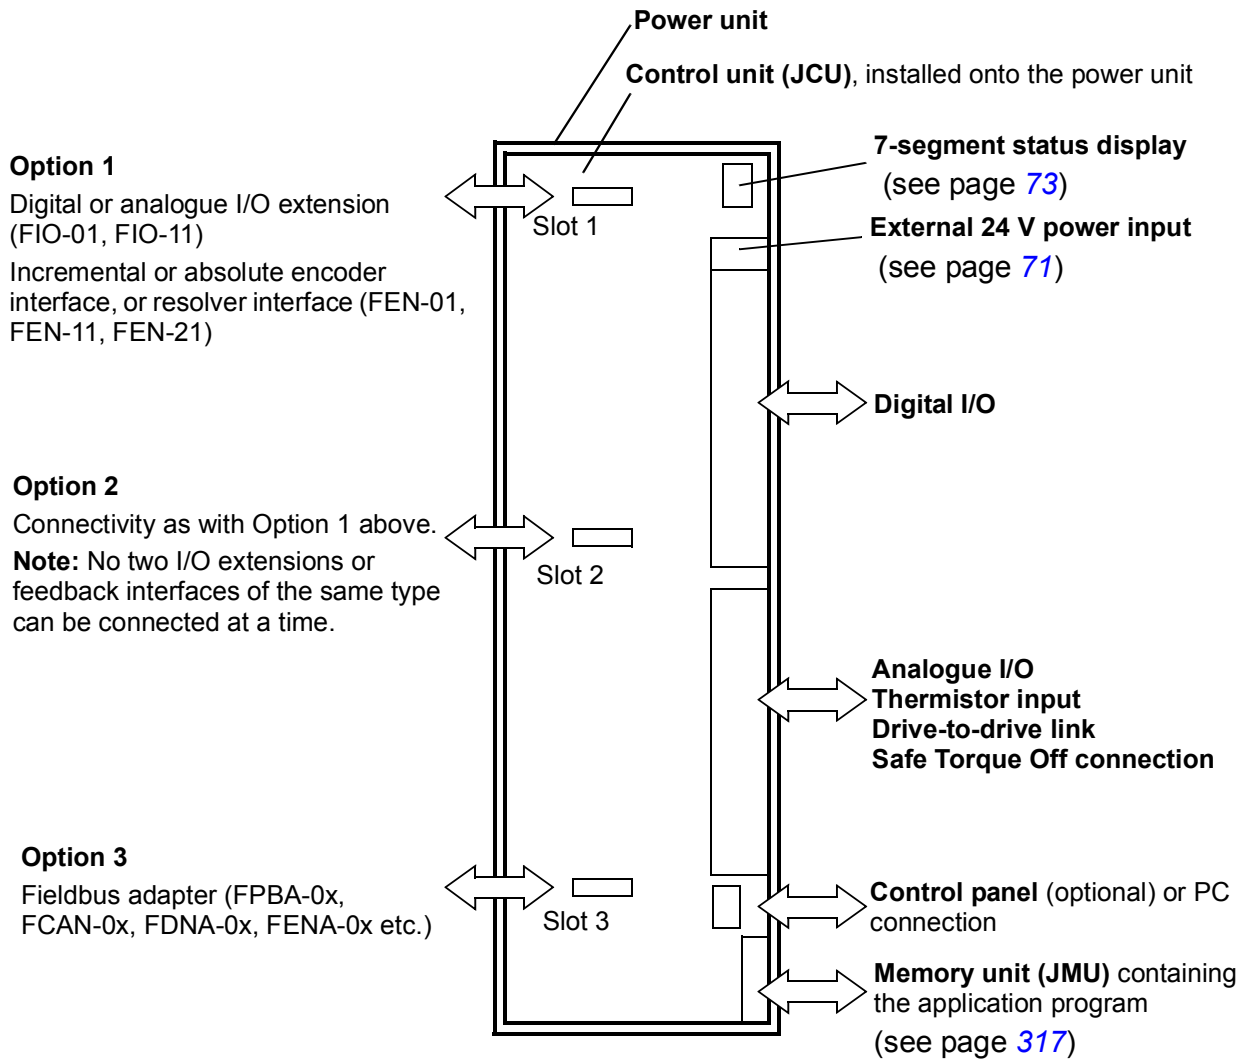 Power unit
Control unit (JCU), installed onto the power unit
Option 1
Digital or analogue I/O extension
(FIO-01, FIO-11)
Incremental or absolute encoder
interface, or resolver interface (FEN-01,
FEN-11, FEN-21)
Slot 1
7-segment status display
(see page 73)
External 24 V power input
(see page 71)
Digital I/O
Option 2
Connectivity as with Option 1 above.
Note: No two I/O extensions or
feedback interfaces of the same type
can be connected at a time.
Slot 2
Analogue I/O
Thermistor input
Drive-to-drive link
Safe Torque Off connection
Option 3
Fieldbus adapter (FPBA-0x,
FCAN-0x, FDNA-0x, FENA-0x etc.)
Slot 3
Control panel (optional) or PC
connection
Memory unit (JMU) containing
the application program
(see page 317)